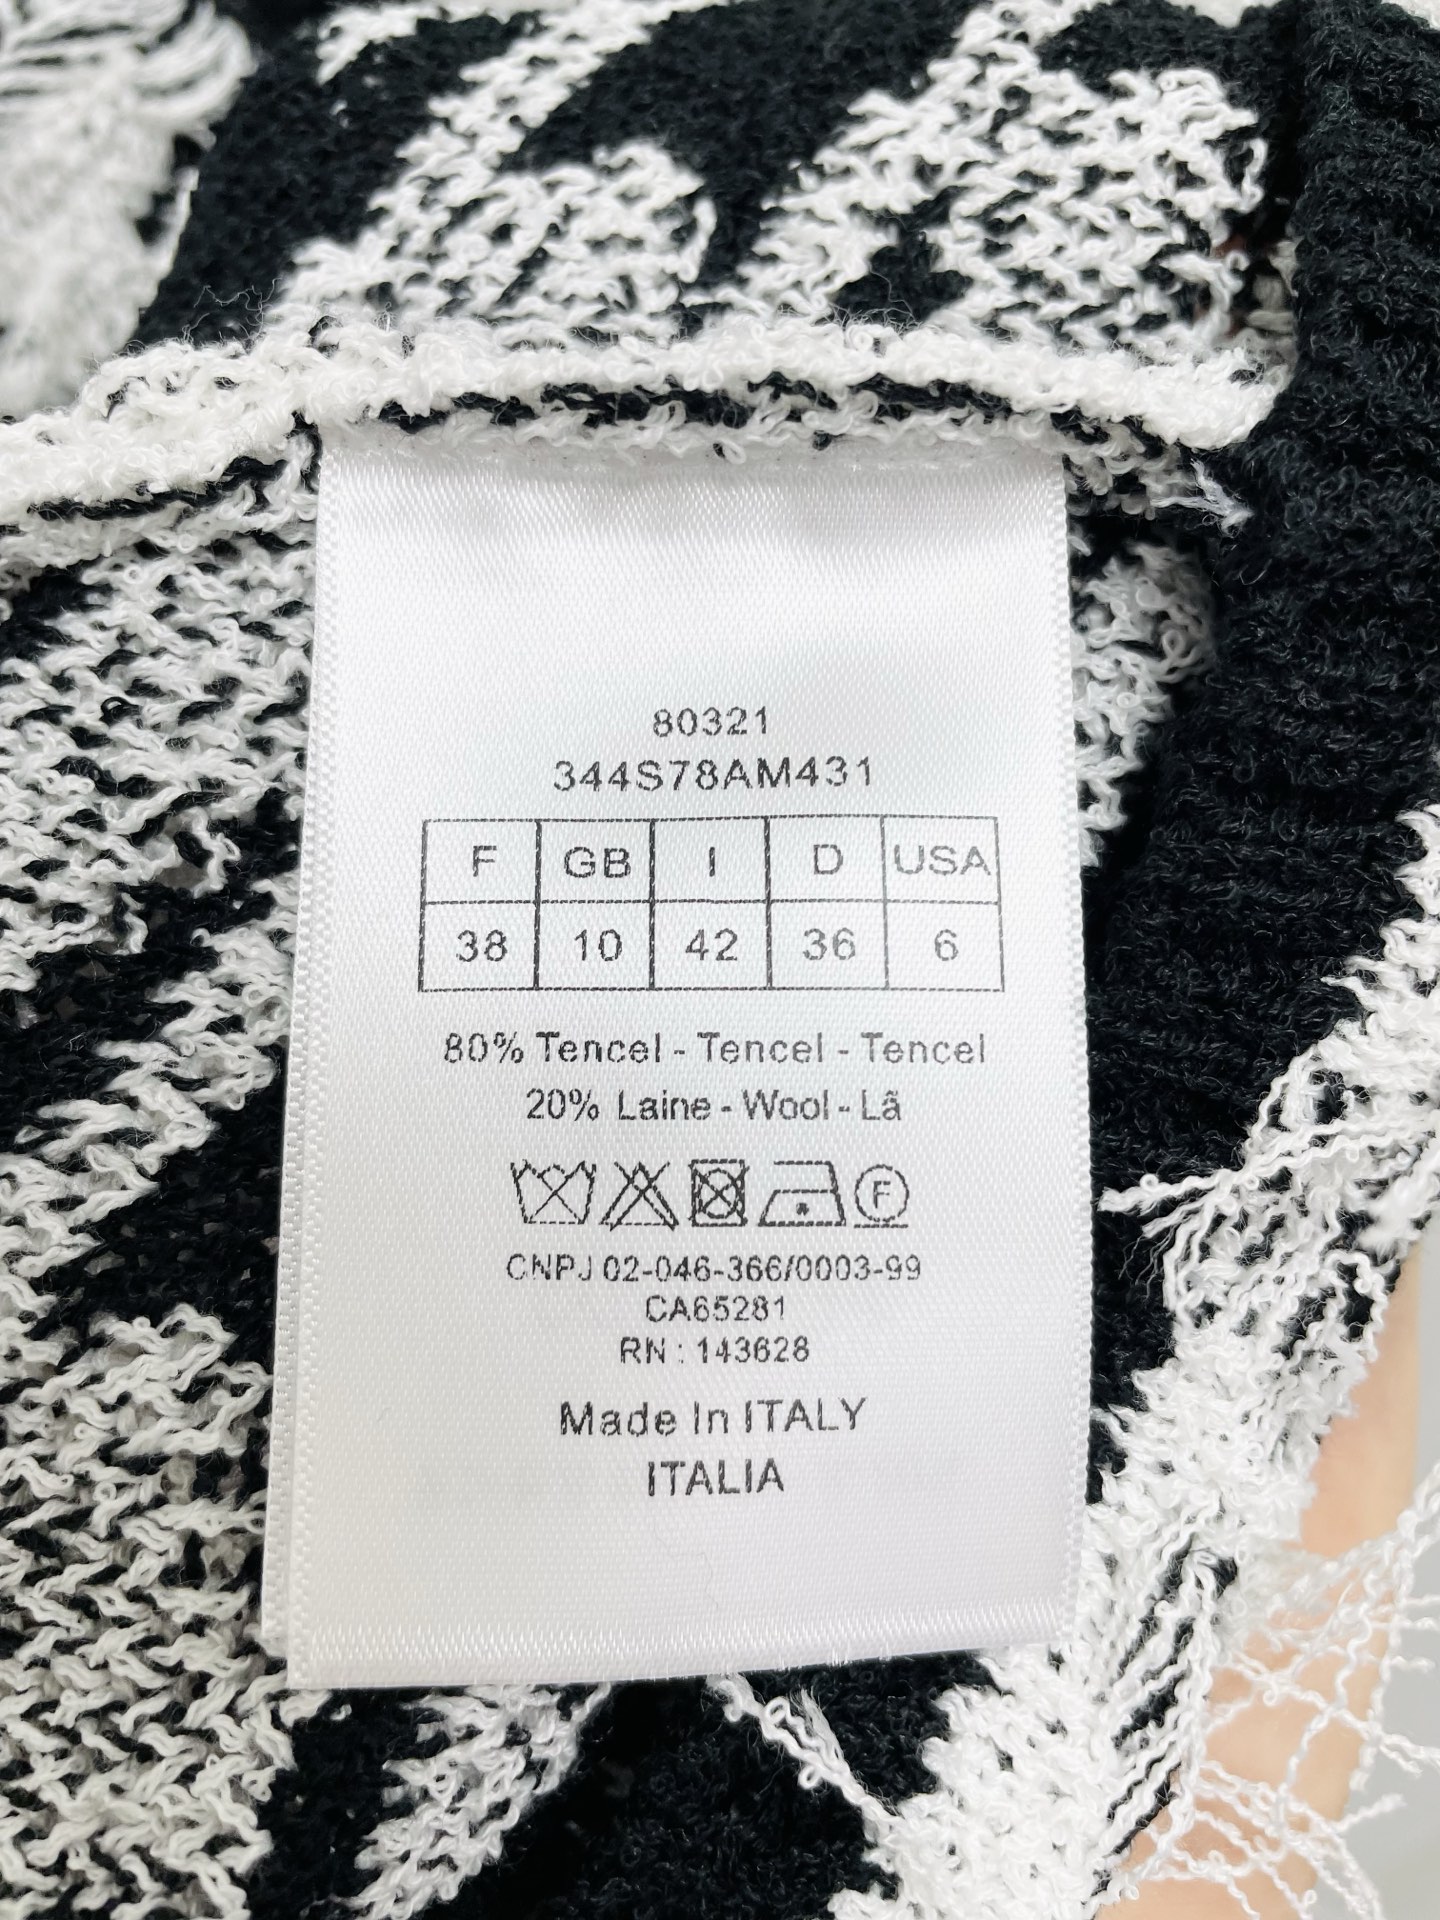 80321
344S78AM431
F GB I D USA
38 10 42 36 6
80% Tencel - Tencel - Tencel
20% Laine - Wool - Lã
F
CNPJ 02-046-366/0003-99
CA65281
RN : 143628
Made In ITALY
ITALIA